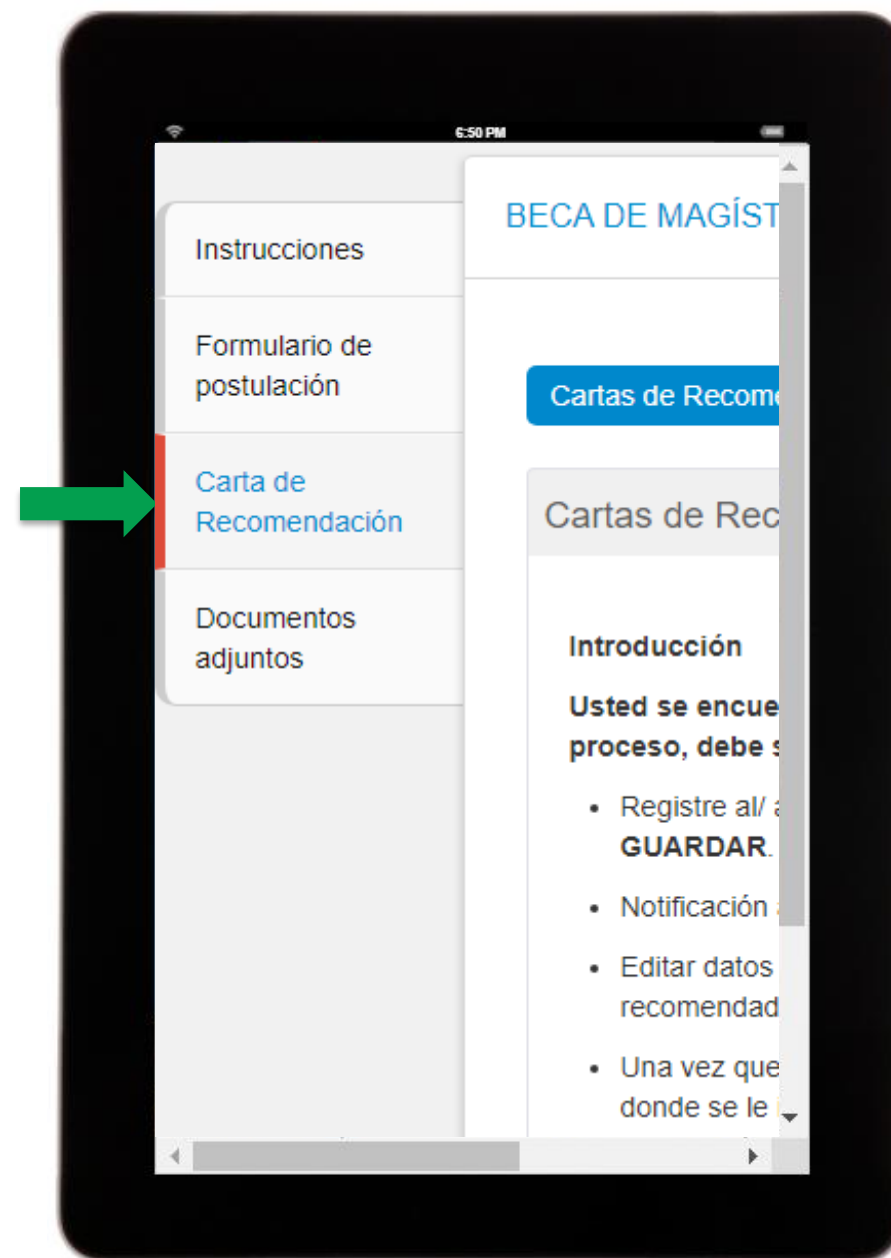 6:50 PM
Instrucciones
Formulario de
postulación
Carta de
Recomendación
Documentos
adjuntos
BECA DE MAGÍST
Cartas de Recome
Cartas de Rec
Introducción
Usted se encue
proceso, debe s
• Registre al/ a
GUARDAR.
• Notificación a
• Editar datos
recomendad
• Una vez que
donde se le i